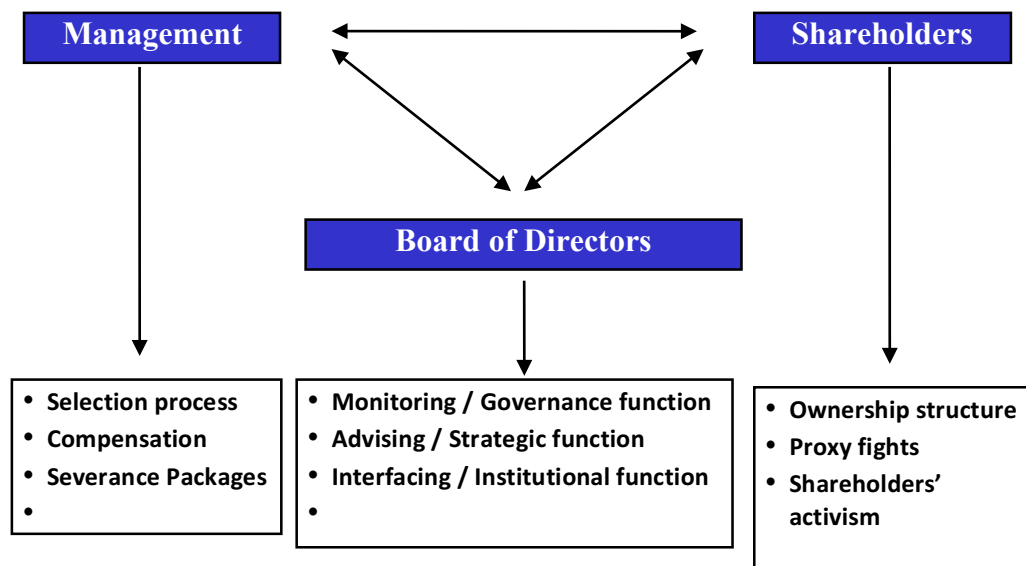 Management
Shareholders
Board of Directors
• Selection process
• Compensation
• Severance Packages
•
• Monitoring / Governance function
• Advising / Strategic function
• Interfacing / Institutional function
•
• Ownership structure
• Proxy fights
• Shareholders’
activism